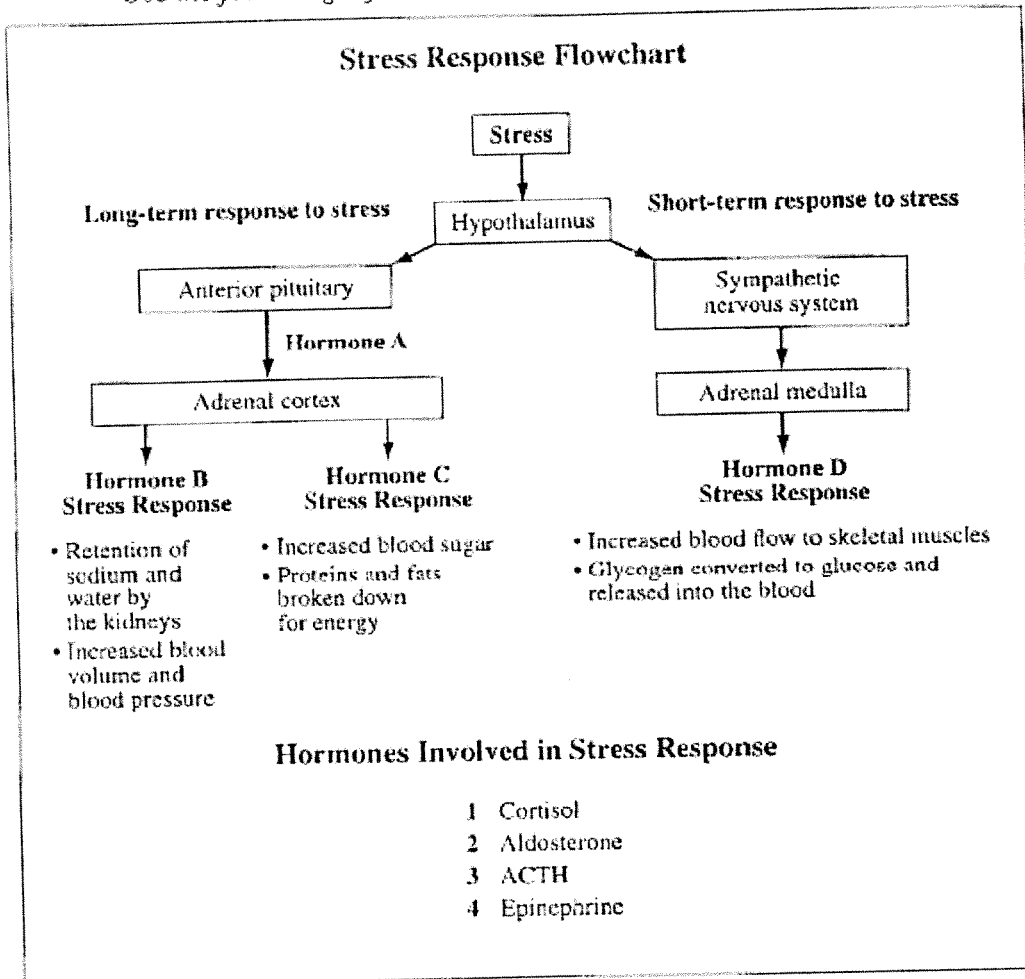 Stress Response Flowchart
Stress
Long-term response to stress
Short-term response to stress
Hypothalamus
Anterior pituitary
Sympathetic
nervous system
Hormone A
Adrenal cortex
Adrenal medulla
Hormone B
Stress Response
• Retention of
sodium and
water by
the kidneys
• Increased blood
volume and
blood pressure
Hormone C
Stress Response
• Increased blood sugar
• Proteins and fats
broken down
for energy
Hormone D
Stress Response
• Increased blood flow to skeletal muscles
• Glycogen converted to glucose and
released into the blood
Hormones Involved in Stress Response
1 Cortisol
2 Aldosterone
3 ACTH
4 Epinephrine